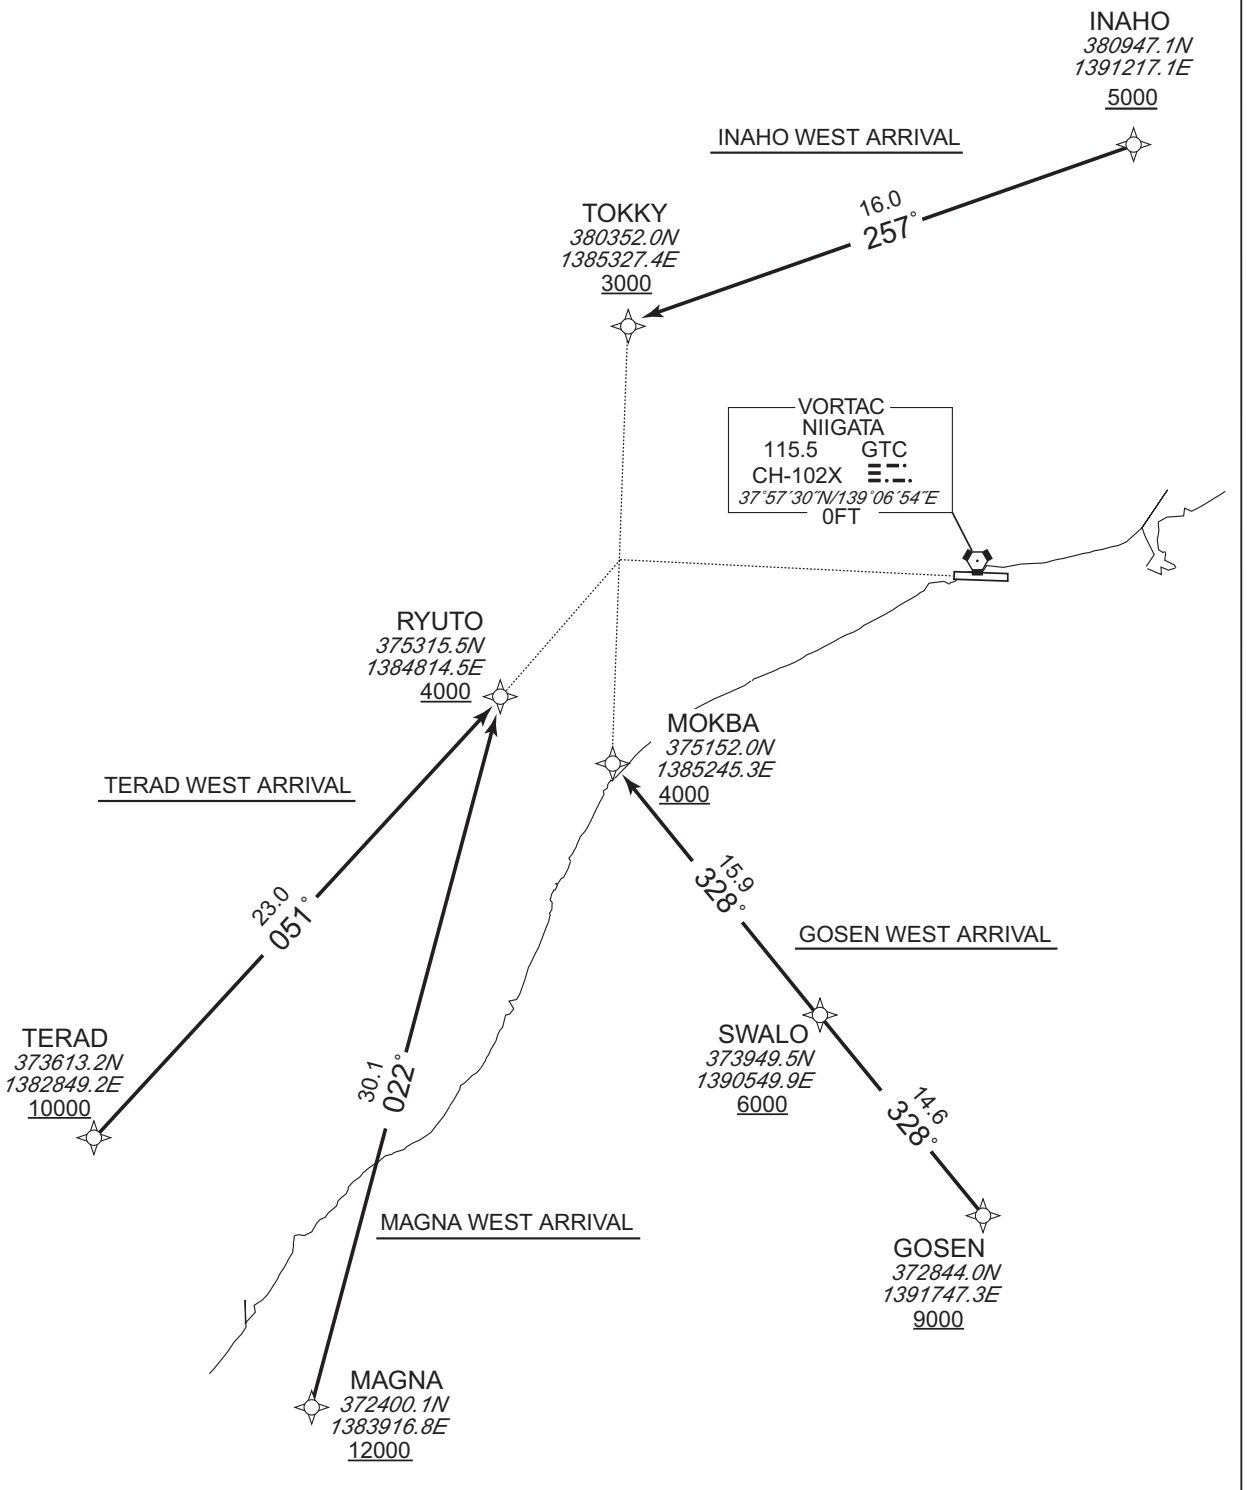 INAHO
380947.1N
1391217.1E
5000
INAHO WEST ARRIVAL
16.0
257°
TOKKY
380352.0N
1385327.4E
3000
VORTAC
NIIGATA
115.5 GTC
CH-102X
37°57′30″N/139°06′54″E
0FT
RYUTO
375315.5N
1384814.5E
4000
MOKBA
375152.0N
1385245.3E
4000
TERAD WEST ARRIVAL
15.9
328°
23.0
051°
GOSEN WEST ARRIVAL
TERAD
373613.2N
1382849.2E
10000
SWALO
373949.5N
1390549.9E
6000
30.1
022°
14.6
328°
MAGNA WEST ARRIVAL
GOSEN
372844.0N
1391747.3E
9000
MAGNA
372400.1N
1383916.8E
12000